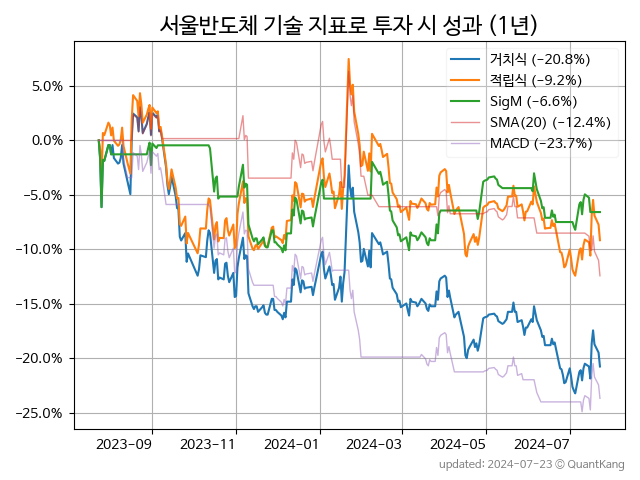 서울반도체 기술 지표로 투자 시 성과 (1년)
거치식 (−20.8%)
적립식 (−9.2%)
SigM (−6.6%)
SMA(20) (−12.4%)
MACD (−23.7%)
5.0%
0.0%
−5.0%
−10.0%
−15.0%
−20.0%
−25.0%
2023−09 2023−11 2024−01 2024−03 2024−05 2024−07
updated: 2024-07-23 © QuantKang